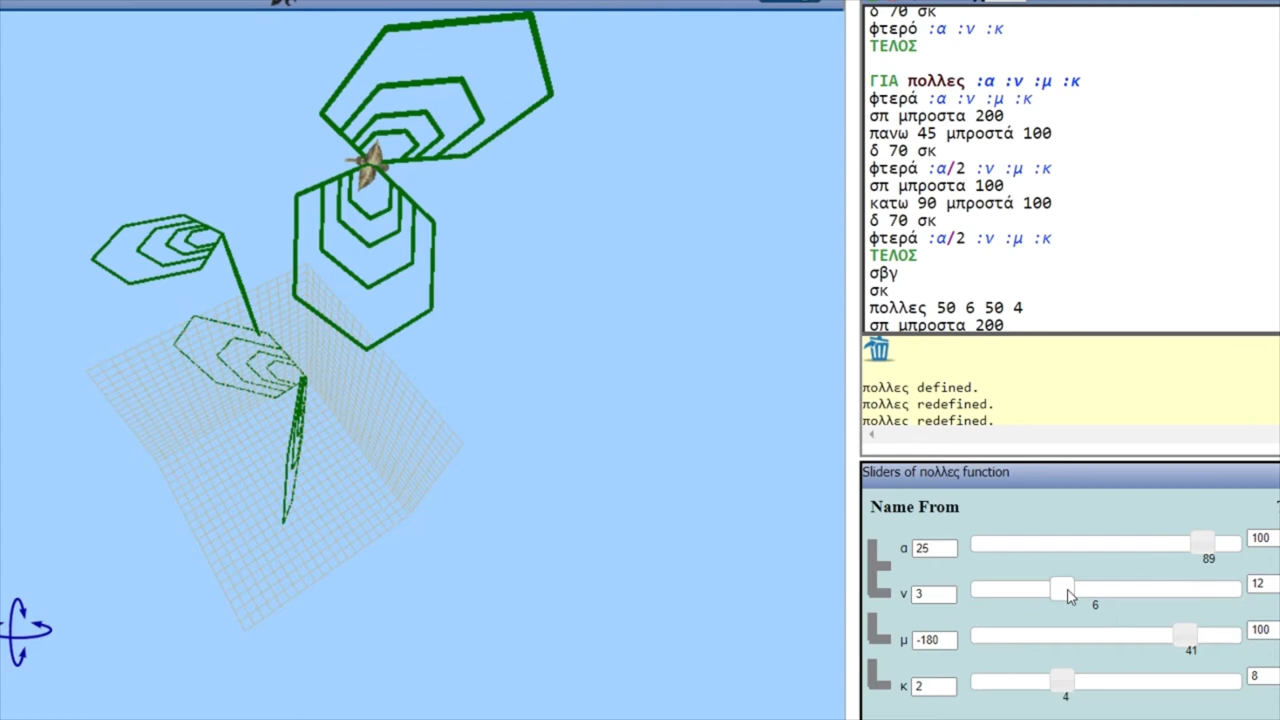 δ 70 σκ
φτερό :α :ν :κ
ΤΕΛΟΣ
ΓΙΑ πολλες :α :ν :μ :κ
φτερά :α :ν :μ :κ
σπ μπροστα 200
πανω 45 μπροστά 100
δ 70 σκ
φτερά :α/2 :ν :μ :κ
σπ μπροστα 100
κατω 90 μπροστά 100
δ 70 σκ
φτερά :α/2 :ν :μ :κ
ΤΕΛΟΣ
σβγ
σκ
πολλες 50 6 50 4
σπ μπροστα 200
πολλες defined.
πολλες redefined.
πολλες redefined.
Sliders of πολλες function
Name From
α 25 89 100
ν 3 6 12
μ -180 41 100
κ 2 4 8